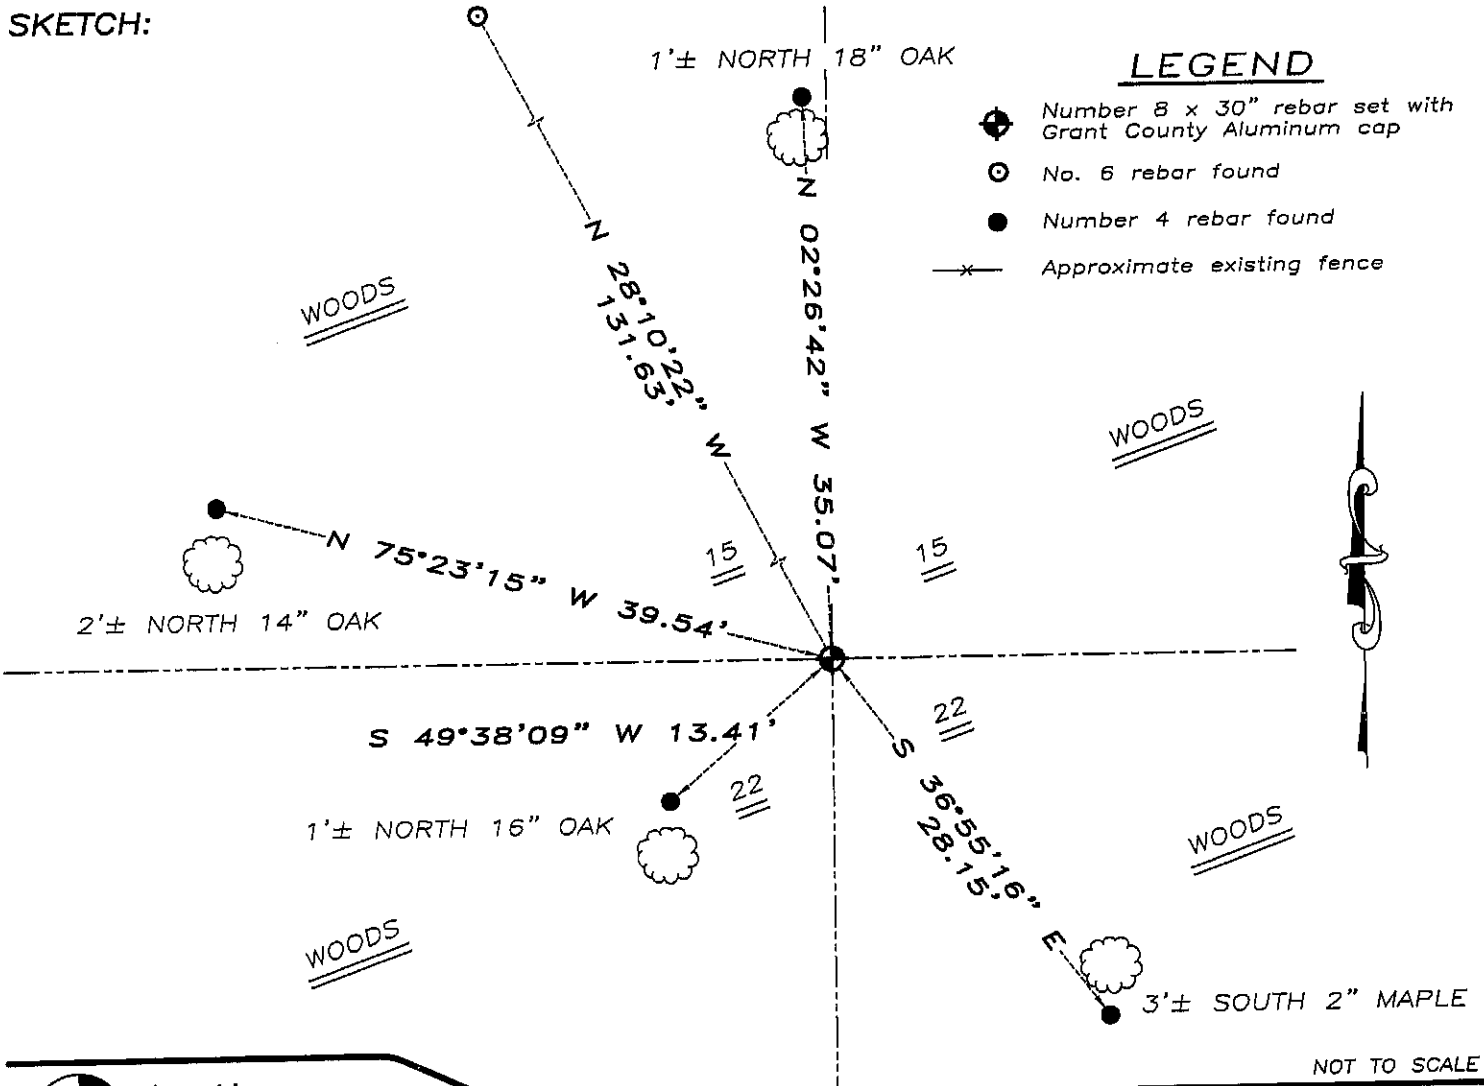 SKETCH:
1'± NORTH 18" OAK
LEGEND
Number 8 x 30" rebar set with
Grant County Aluminum cap
No. 6 rebar found
Number 4 rebar found
Approximate existing fence
N 28°10'22" W
131.63'
N 02°26'42" W 35.07'
WOODS
WOODS
15
15
N 75°23'15" W 39.54'
2'± NORTH 14" OAK
S 49°38'09" W 13.41'
22
22
1'± NORTH 16" OAK
S 36°55'16" E
28.15'
WOODS
WOODS
3'± SOUTH 2" MAPLE
NOT TO SCALE